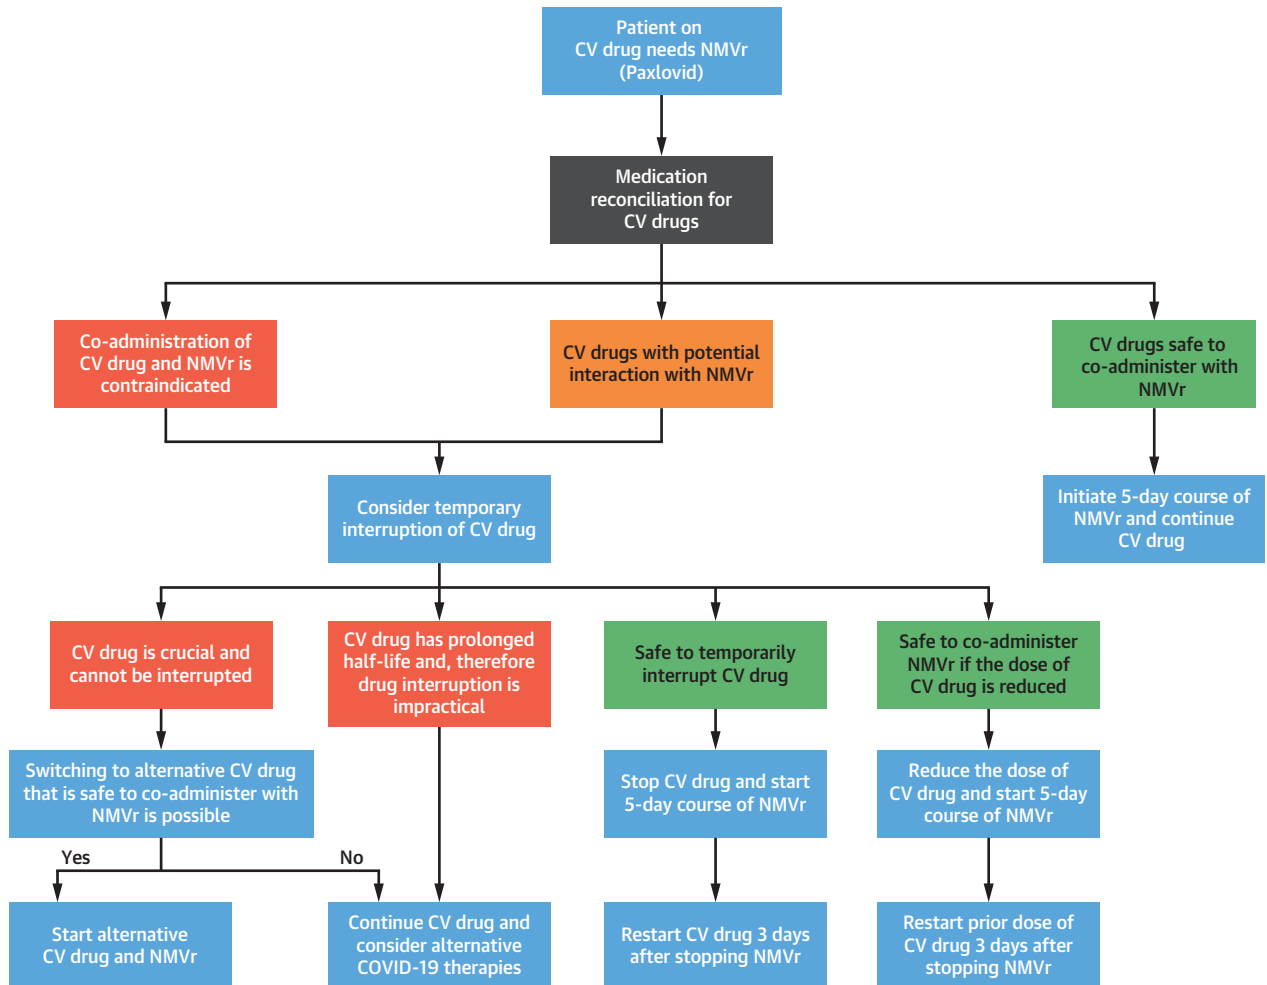 Patient on
CV drug needs NMVr
(Paxlovid)
Medication
reconciliation for
CV drugs
Co-administration of
CV drug and NMVr is
contraindicated
CV drugs with potential
interaction with NMVr
CV drugs safe to
co-administer with
NMVr
Consider temporary
interruption of CV drug
Initiate 5-day course of
NMVr and continue
CV drug
CV drug is crucial and
cannot be interrupted
CV drug has prolonged
half-life and, therefore
drug interruption is
impractical
Safe to temporarily
interrupt CV drug
Safe to co-administer
NMVr if the dose of
CV drug is reduced
Switching to alternative CV drug
that is safe to co-administer with
NMVr is possible
Stop CV drug and start
5-day course of NMVr
Reduce the dose of
CV drug and start 5-day
course of NMVr
Yes
No
Start alternative
CV drug and NMVr
Continue CV drug and
consider alternative
COVID-19 therapies
Restart CV drug 3 days
after stopping NMVr
Restart prior dose of
CV drug 3 days after
stopping NMVr